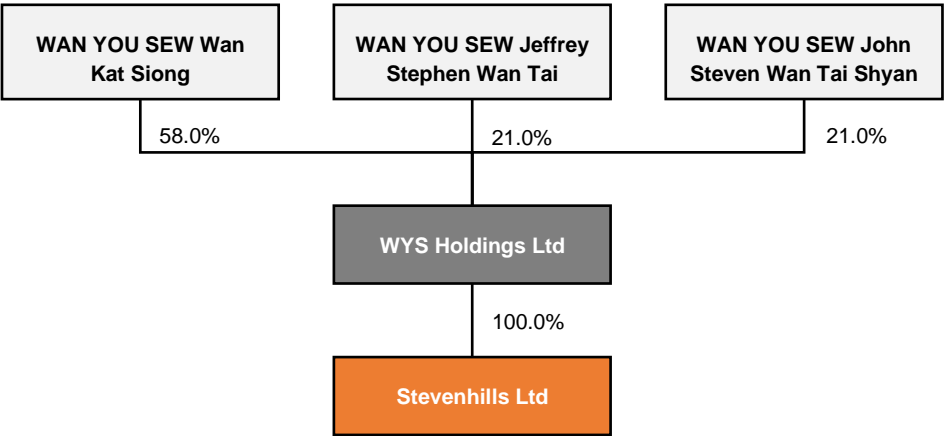 WAN YOU SEW Wan
Kat Siong
WAN YOU SEW Jeffrey
Stephen Wan Tai
WAN YOU SEW John
Steven Wan Tai Shyan
58.0%
21.0%
21.0%
WYS Holdings Ltd
100.0%
Stevenhills Ltd